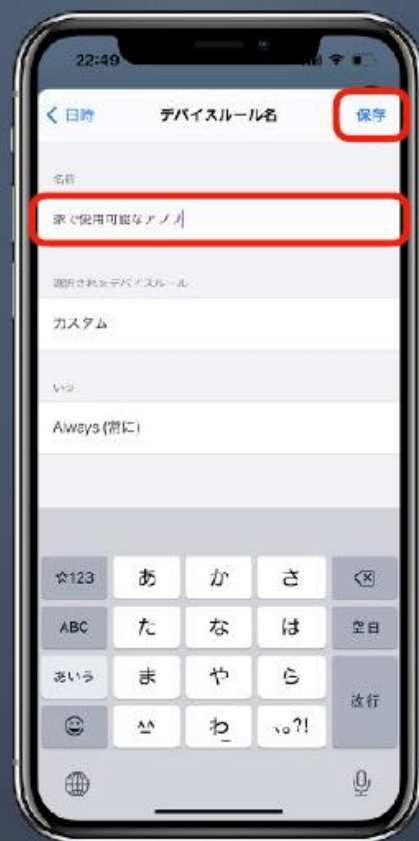 22:49
日時
デバイスルール名
保存
名前
家で使用可能なアプリ
選択されたデバイスルール
カスタム
いつ
Always (常に)
☆123
あ
か
さ
ABC
た
な
は
空白
あいう
ま
や
ら
改行
^^
わ
、。?!